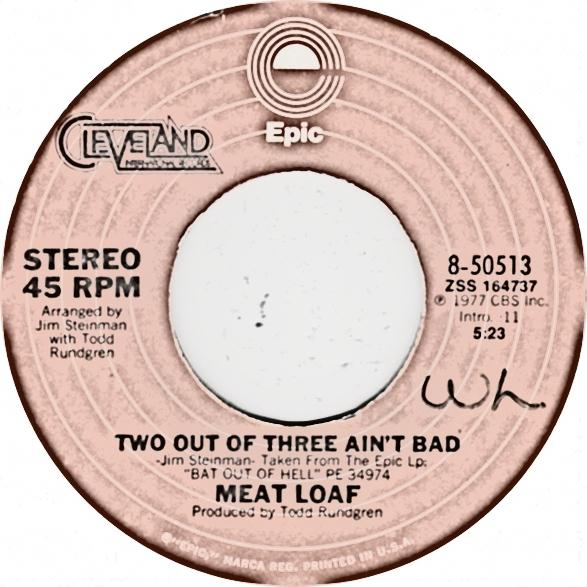 Epic
CLEVELAND
INTERNATIONAL RECORDS
STEREO
45 RPM
Arranged by
Jim Steinman
with Todd
Rundgren
8-50513
ZSS 164737
℗ 1977 CBS Inc.
Intro. :11
5:23
Wh.
TWO OUT OF THREE AIN'T BAD
-Jim Steinman- Taken From The Epic Lp:
"BAT OUT OF HELL" PE 34974
MEAT LOAF
Produced by Todd Rundgren
®"EPIC," MARCA REG. PRINTED IN U.S.A.